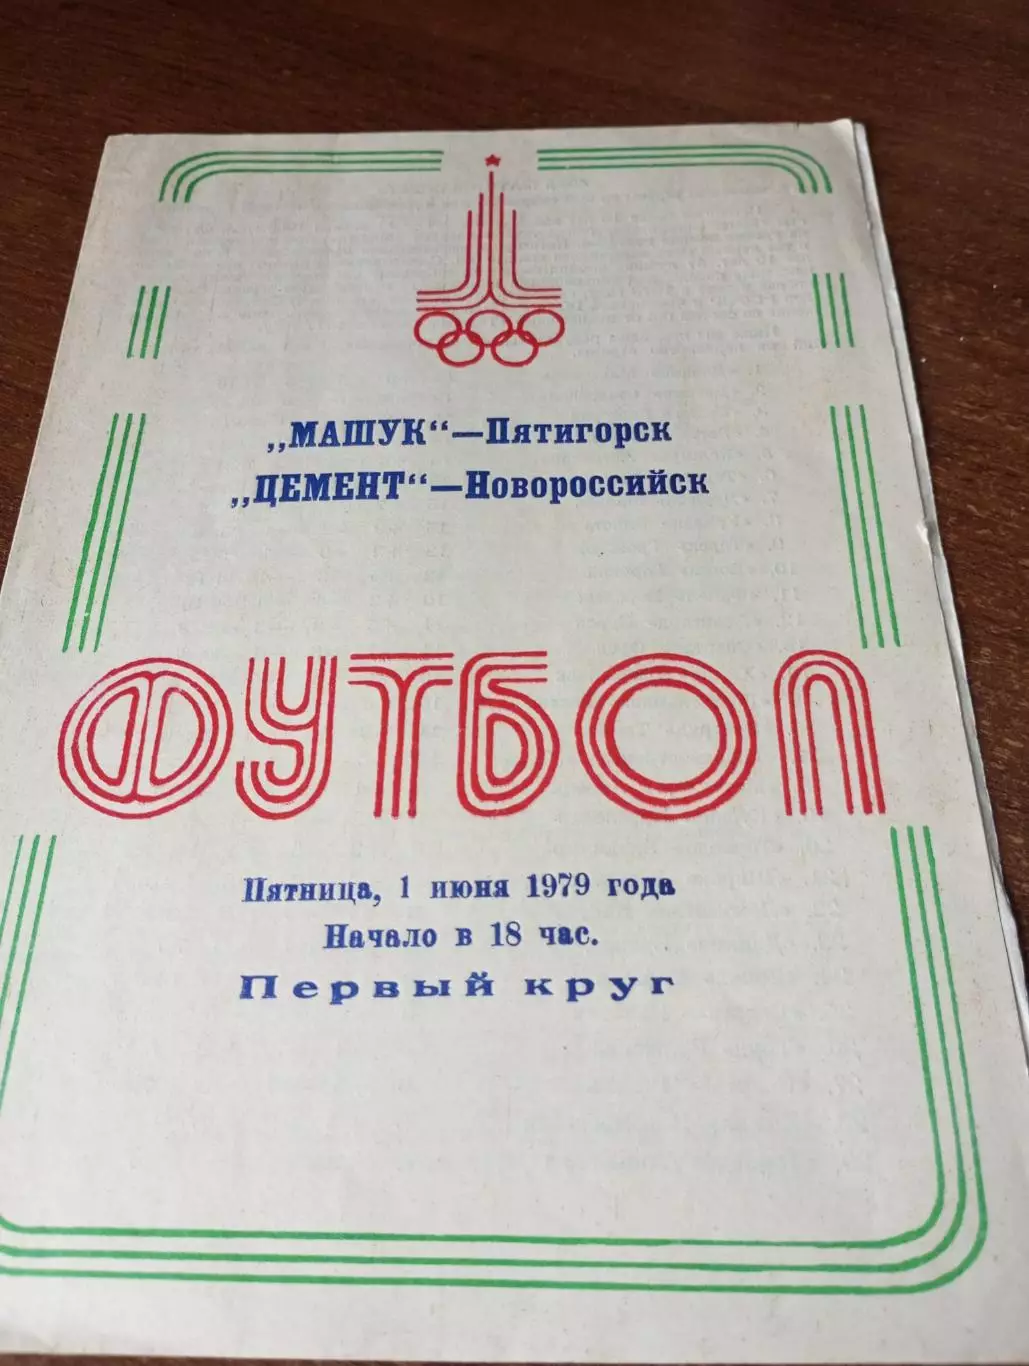 „МАШУК“—Пятигорск
„ЦЕМЕНТ“—Новороссийск
ФУТБОЛ
Пятница, 1 июня 1979 года
Начало в 18 час.
Первый круг